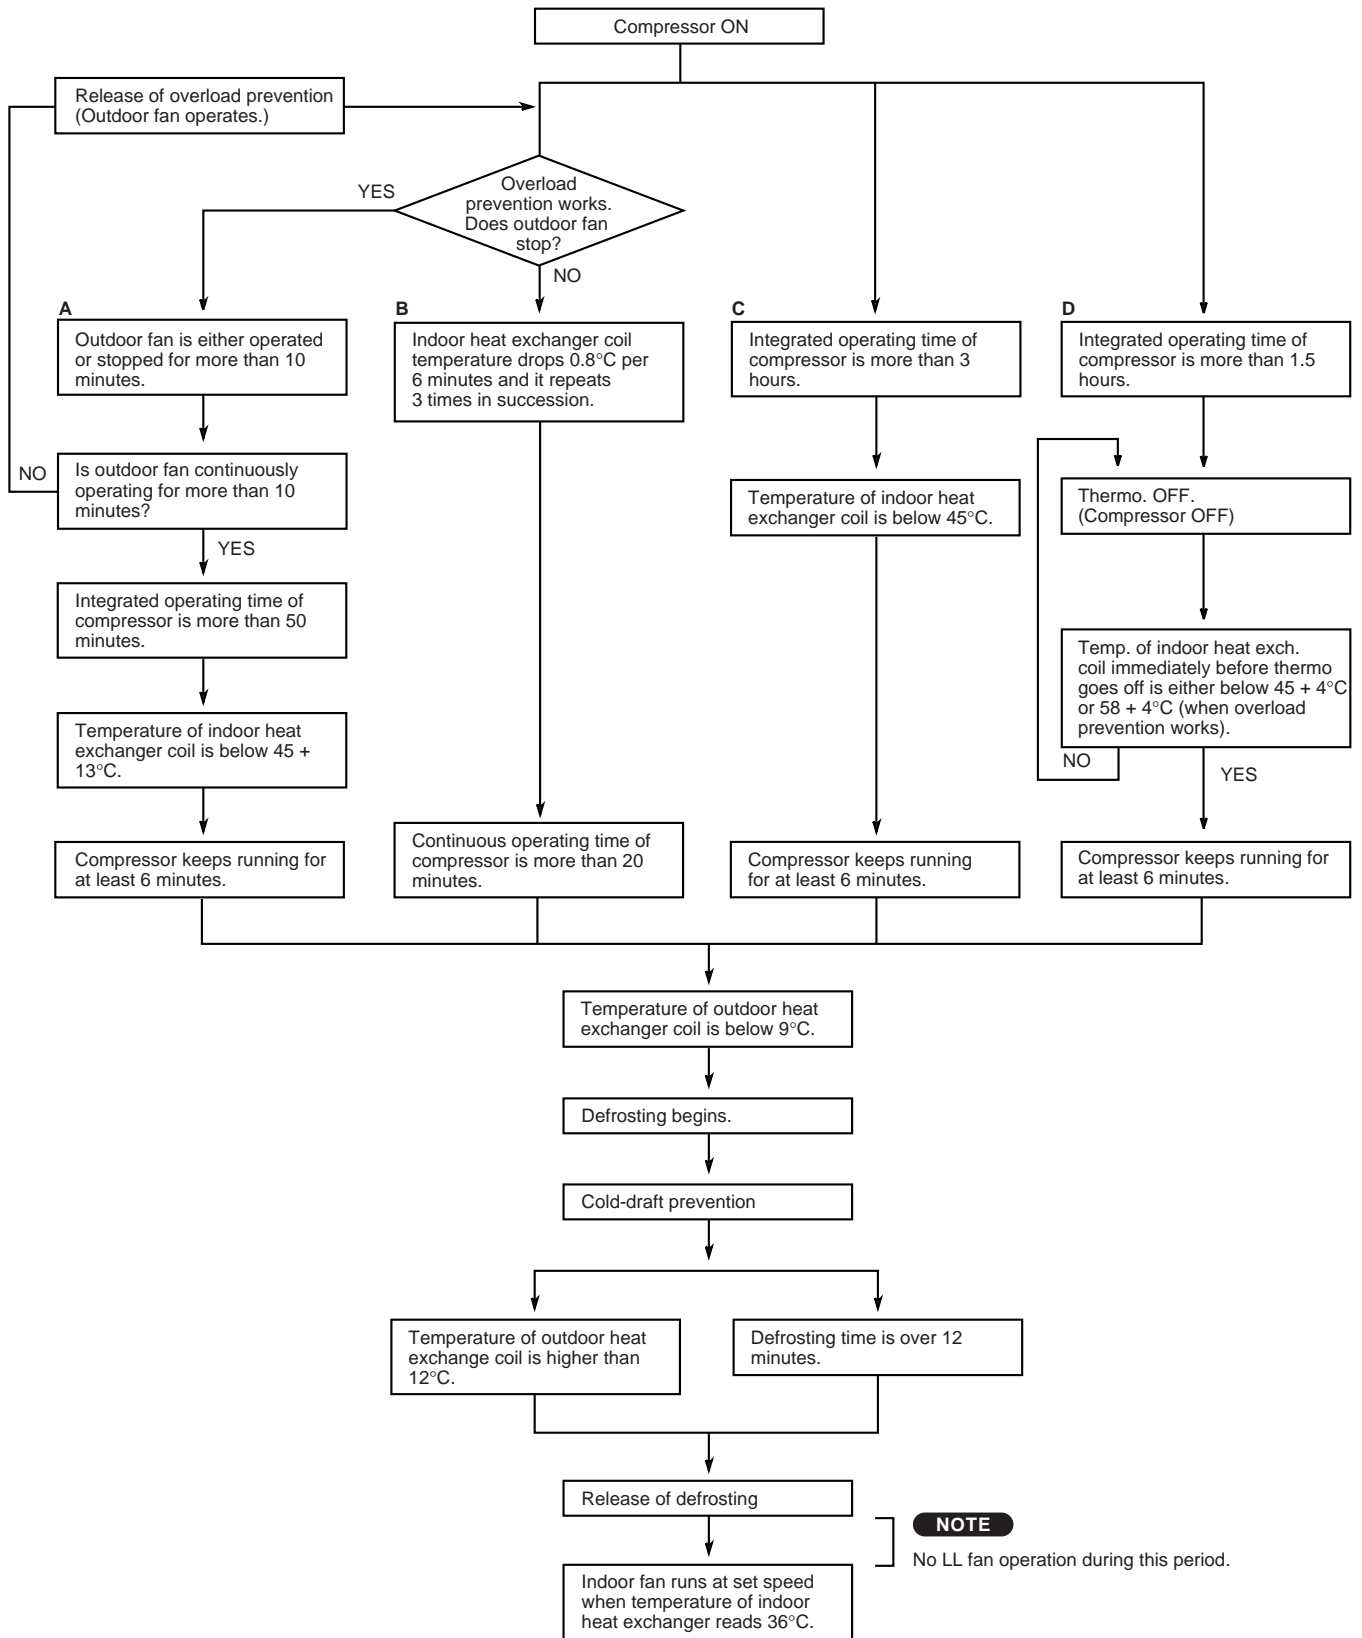 Compressor ON
Release of overload prevention
(Outdoor fan operates.)
YES
Overload
prevention works.
Does outdoor fan
stop?
NO
A
Outdoor fan is either operated
or stopped for more than 10
minutes.
NO
Is outdoor fan continuously
operating for more than 10
minutes?
YES
Integrated operating time of
compressor is more than 50
minutes.
Temperature of indoor heat
exchanger coil is below 45 +
13°C.
Compressor keeps running for
at least 6 minutes.
B
Indoor heat exchanger coil
temperature drops 0.8°C per
6 minutes and it repeats
3 times in succession.
Continuous operating time of
compressor is more than 20
minutes.
C
Integrated operating time of
compressor is more than 3
hours.
Temperature of indoor heat
exchanger coil is below 45°C.
Compressor keeps running
for at least 6 minutes.
D
Integrated operating time of
compressor is more than 1.5
hours.
Thermo. OFF.
(Compressor OFF)
Temp. of indoor heat exch.
coil immediately before thermo
goes off is either below 45 + 4°C
or 58 + 4°C (when overload
prevention works).
NO
YES
Compressor keeps running for
at least 6 minutes.
Temperature of outdoor heat
exchanger coil is below 9°C.
Defrosting begins.
Cold-draft prevention
Temperature of outdoor heat
exchange coil is higher than
12°C.
Defrosting time is over 12
minutes.
Release of defrosting
NOTE
No LL fan operation during this period.
Indoor fan runs at set speed
when temperature of indoor
heat exchanger reads 36°C.